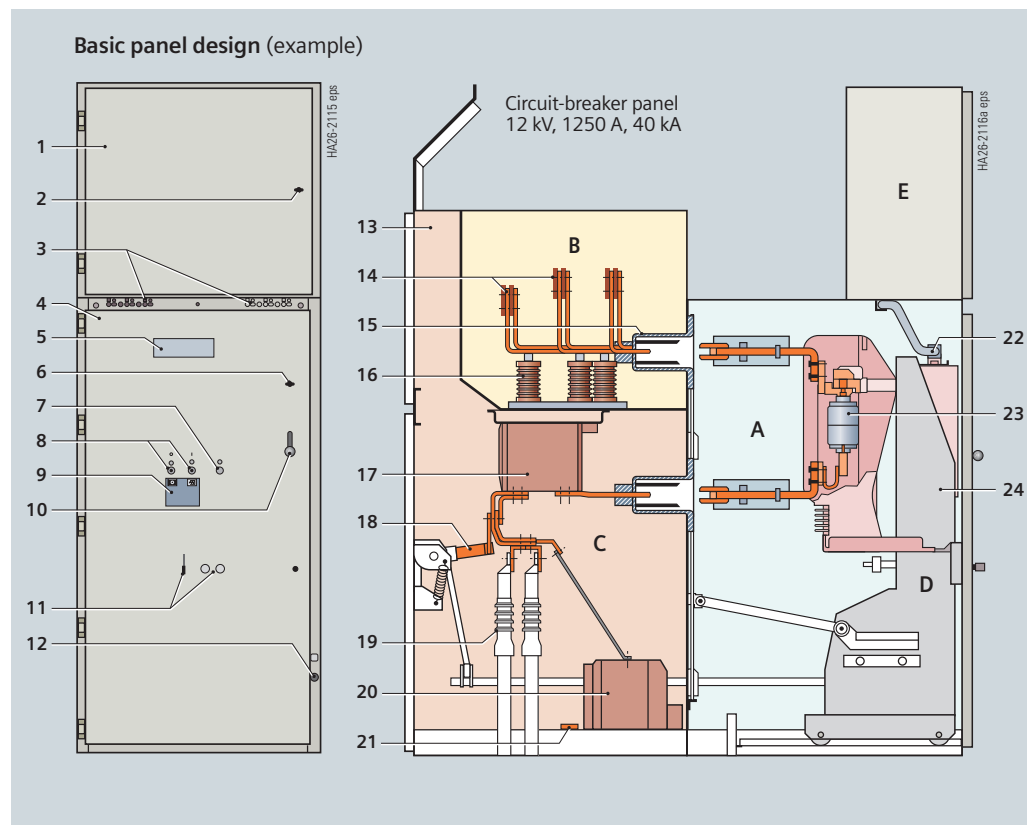 Basic panel design (example)
HA26-2115 eps
1
2
3
4
5
6
7
8
9
10
11
12
Circuit-breaker panel
12 kV, 1250 A, 40 kA
HA26-2116a eps
E
13
B
14
15
16
A
17
18
C
19
20
21
22
23
24
D